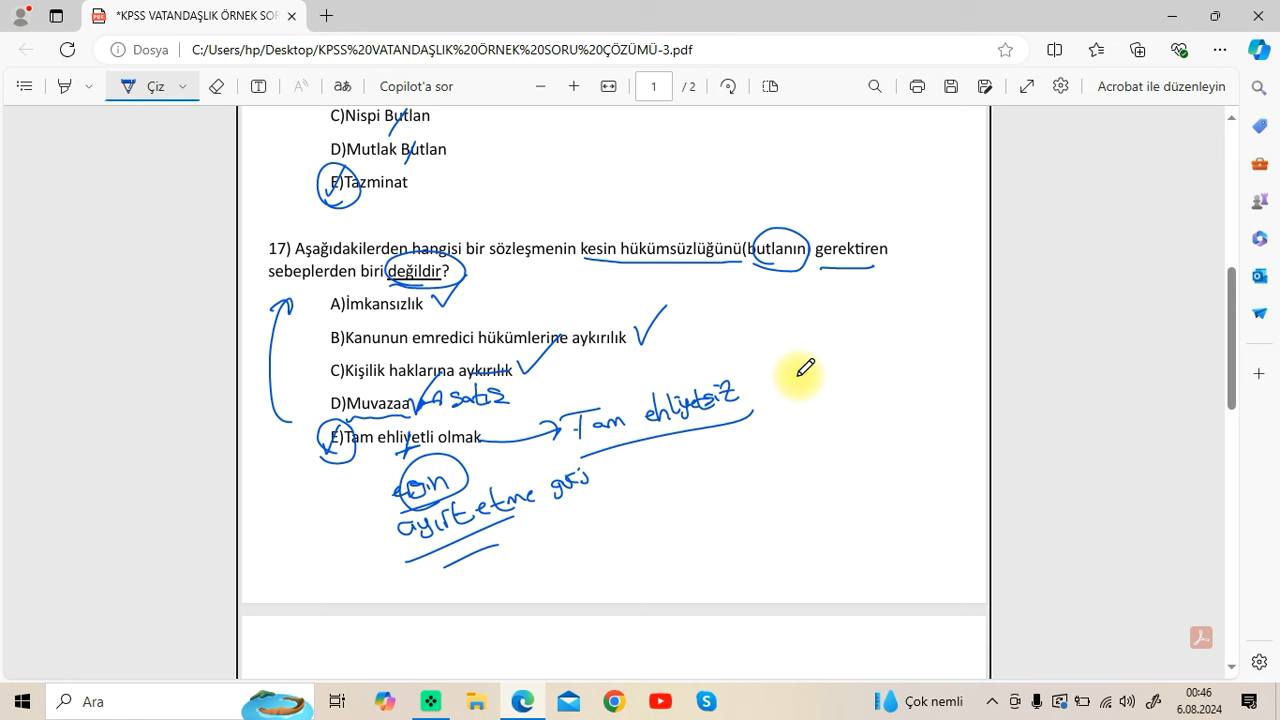 *KPSS VATANDAŞLIK ÖRNEK SOR
Dosya
C:/Users/hp/Desktop/KPSS%20VATANDAŞLIK%20ÖRNEK%20SORU%20ÇÖZÜMÜ-3.pdf
Çiz
Copilot'a sor
1 / 2
Acrobat ile düzenleyin
C)Nispi Butlan
D)Mutlak Butlan
E)Tazminat
17) Aşağıdakilerden hangisi bir sözleşmenin kesin hükümsüzlüğünü(butlanın) gerektiren
sebeplerden biri değildir?
A)İmkansızlık
B)Kanunun emredici hükümlerine aykırılık
C)Kişilik haklarına aykırılık
D)Muvazaa
A satış
E)Tam ehliyetli olmak
Tam ehliyetsiz
ergin
ayırt etme gücü
Ara
Çok nemli
00:46
6.08.2024